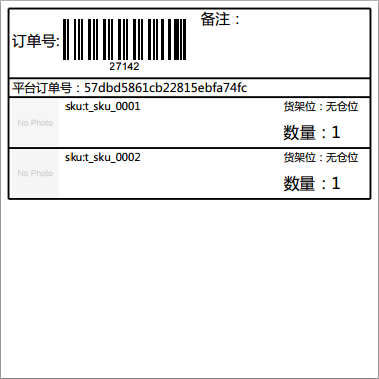 备注：
订单号:
27142
平台订单号：57dbd5861cb22815ebfa74fc
No Photo
sku:t_sku_0001
货架位：无仓位
数量：1
No Photo
sku:t_sku_0002
货架位：无仓位
数量：1